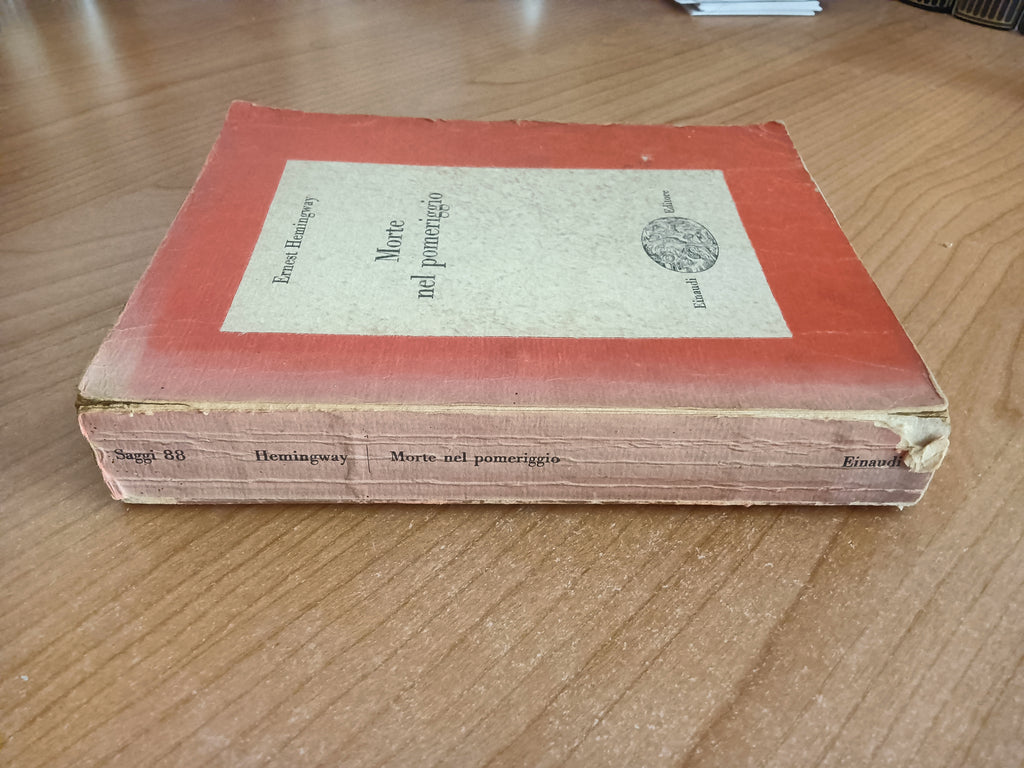 Ernest Hemingway
Morte
nel pomeriggio
Einaudi Editore
Saggi 88 Hemingway Morte nel pomeriggio Einaudi